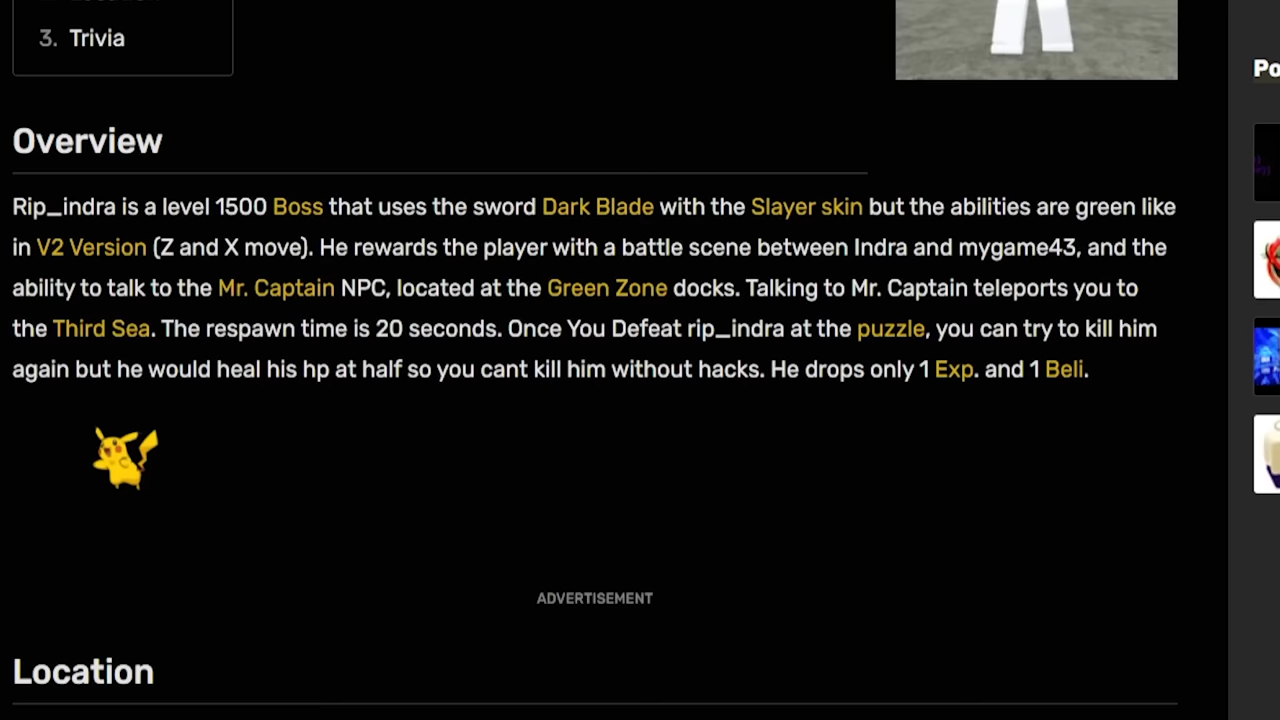 3. Trivia
Po
Overview
Rip_indra is a level 1500 Boss that uses the sword Dark Blade with the Slayer skin but the abilities are green like
in V2 Version (Z and X move). He rewards the player with a battle scene between Indra and mygame43, and the
ability to talk to the Mr. Captain NPC, located at the Green Zone docks. Talking to Mr. Captain teleports you to
the Third Sea. The respawn time is 20 seconds. Once You Defeat rip_indra at the puzzle, you can try to kill him
again but he would heal his hp at half so you cant kill him without hacks. He drops only 1 Exp. and 1 Beli.
ADVERTISEMENT
Location